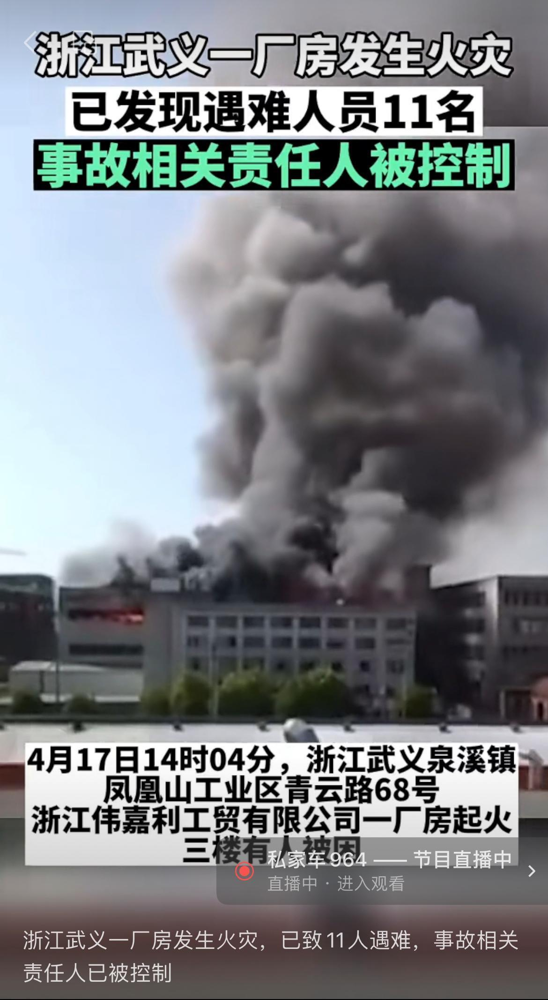 浙江武义一厂房发生火灾
已发现遇难人员11名
事故相关责任人被控制
4月17日14时04分，浙江武义泉溪镇
凤凰山工业区青云路68号
浙江伟嘉利工贸有限公司一厂房起火
三楼有人被困
私家车964 —— 节目直播中
直播中 · 进入观看
浙江武义一厂房发生火灾，已致11人遇难，事故相关
责任人已被控制